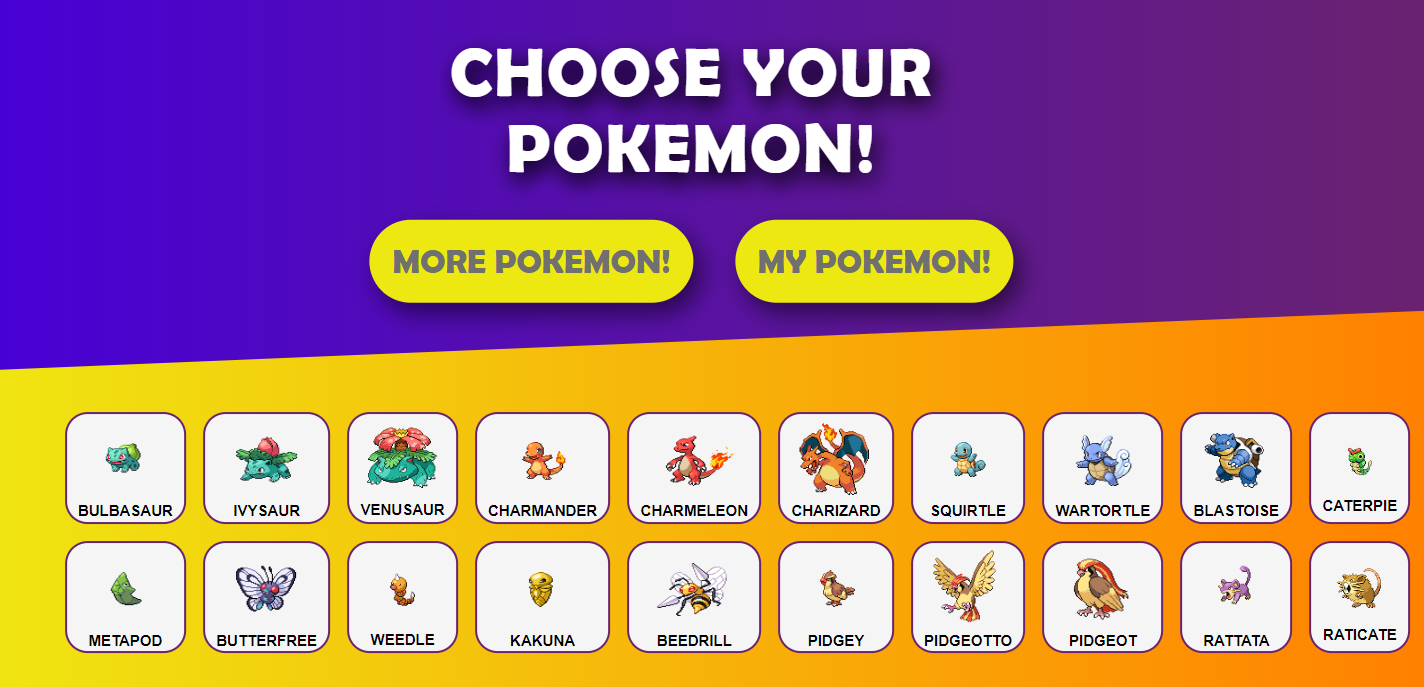 CHOOSE YOUR
POKEMON!
MORE POKEMON! MY POKEMON!
BULBASAUR IVYSAUR VENUSAUR CHARMANDER CHARMELEON CHARIZARD SQUIRTLE WARTORTLE BLASTOISE CATERPIE
METAPOD BUTTERFREE WEEDLE KAKUNA BEEDRILL PIDGEY PIDGEOTTO PIDGEOT RATTATA RATICATE